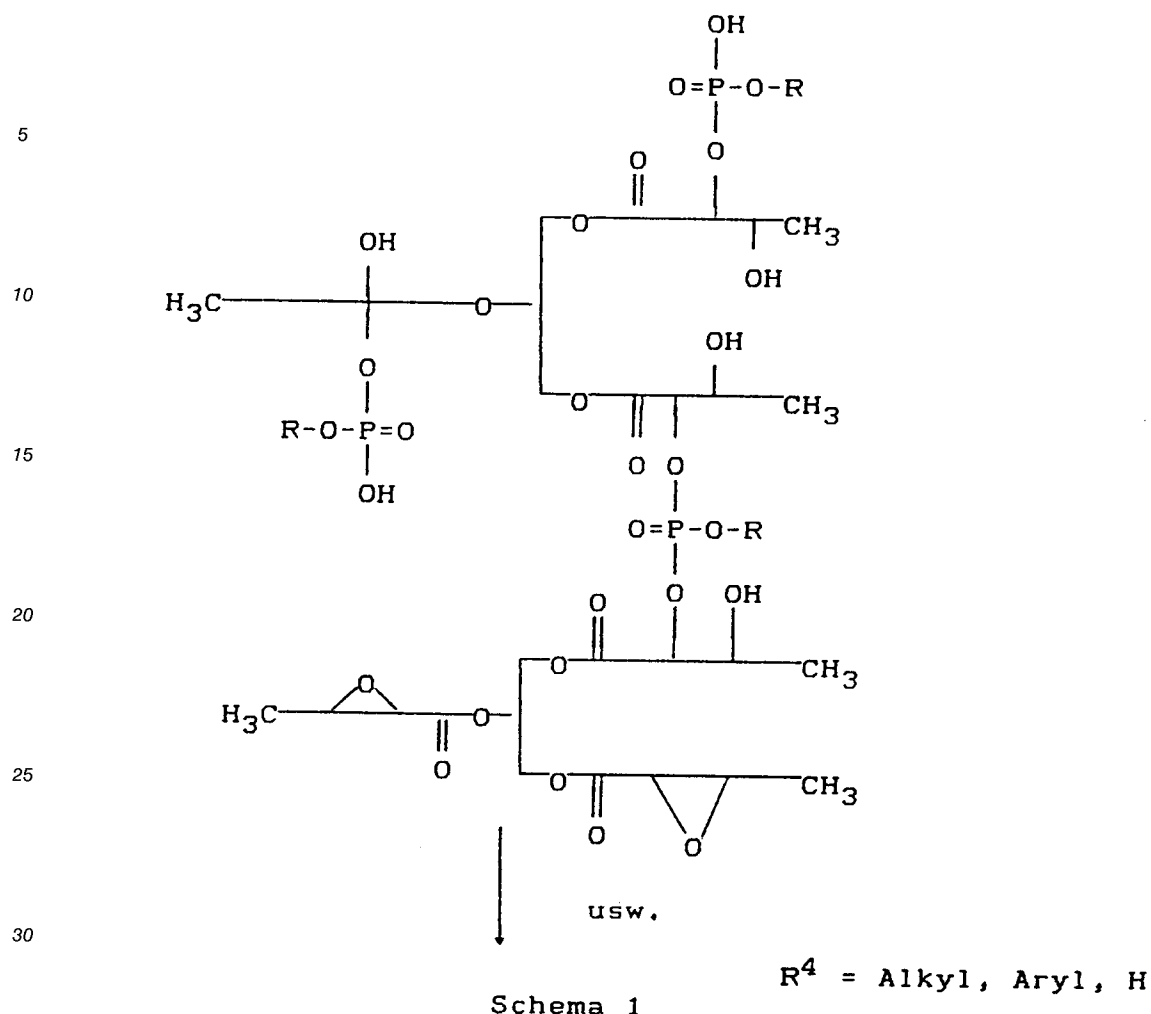 OH
O=P-O-R
5
O
O
O CH3
OH
OH
10
H3C O
OH
O
O CH3
R-O-P=O
15
O O
OH
O=P-O-R
O O OH
20
O CH3
O
H3C O
O
25
O CH3
O
O
usw.
30
R4 = Alkyl, Aryl, H
Schema 1